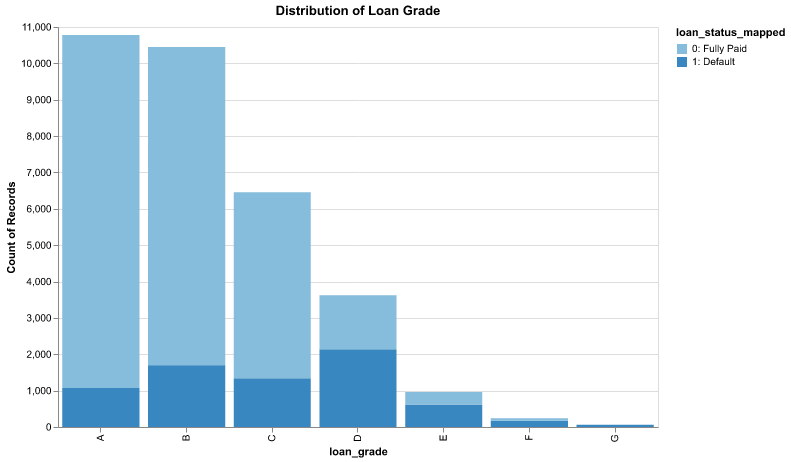 Distribution of Loan Grade
loan_status_mapped
0: Fully Paid
1: Default
Count of Records
11,000
10,000
9,000
8,000
7,000
6,000
5,000
4,000
3,000
2,000
1,000
0
A
B
C
D
E
F
G
loan_grade